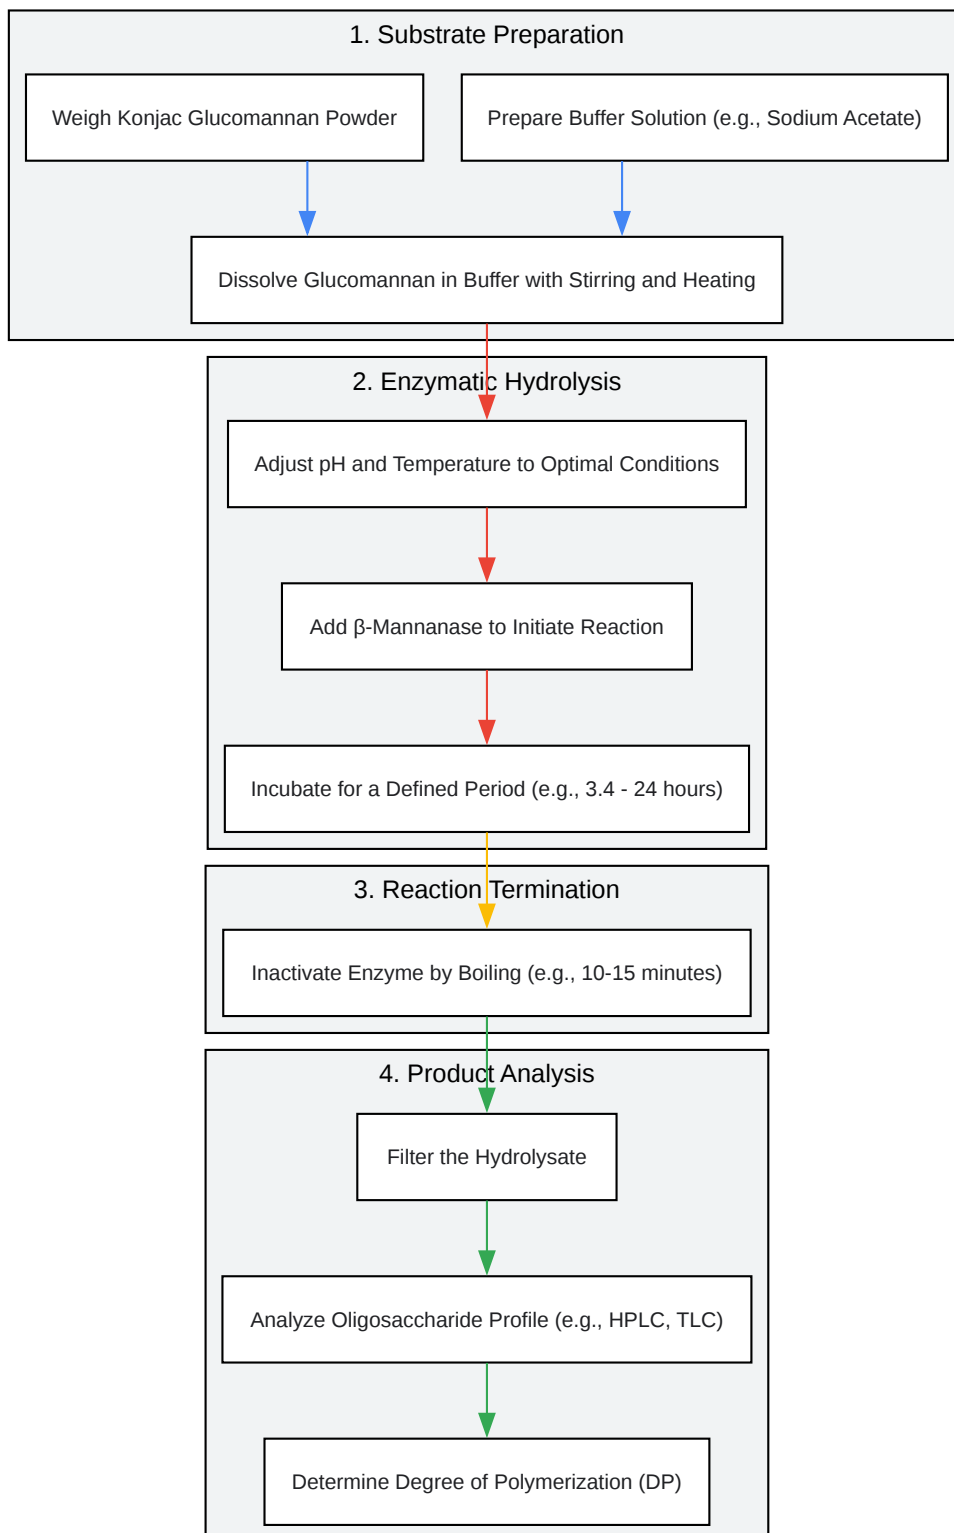 1. Substrate Preparation
Weigh Konjac Glucomannan Powder
Prepare Buffer Solution (e.g., Sodium Acetate)
Dissolve Glucomannan in Buffer with Stirring and Heating
2. Enzymatic Hydrolysis
Adjust pH and Temperature to Optimal Conditions
Add β-Mannanase to Initiate Reaction
Incubate for a Defined Period (e.g., 3.4 - 24 hours)
3. Reaction Termination
Inactivate Enzyme by Boiling (e.g., 10-15 minutes)
4. Product Analysis
Filter the Hydrolysate
Analyze Oligosaccharide Profile (e.g., HPLC, TLC)
Determine Degree of Polymerization (DP)